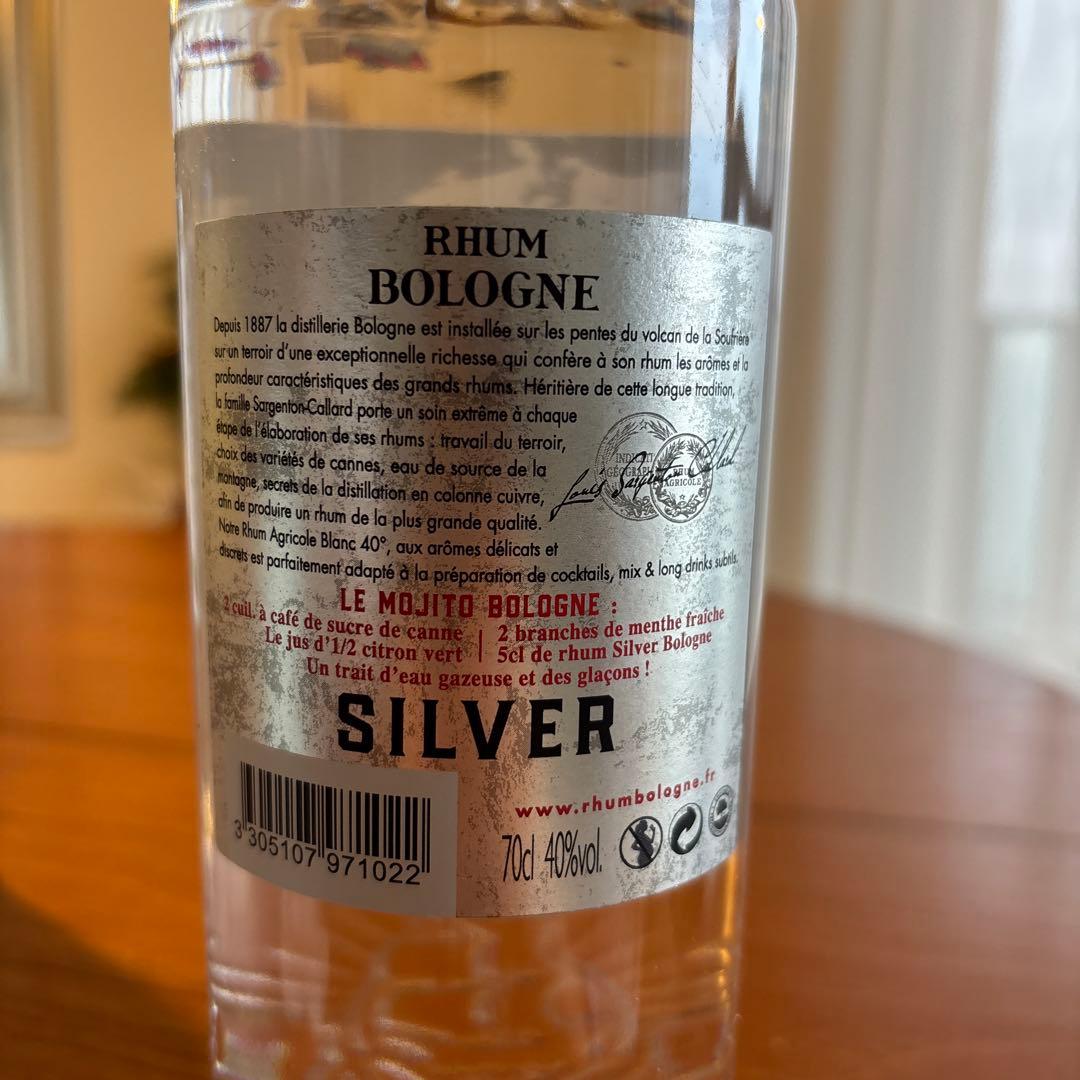 RHUM
BOLOGNE
Depuis 1887 la distillerie Bologne est installée sur les pentes du volcan de la Soufrière
sur un terroir d'une exceptionnelle richesse qui confère à son rhum les arômes et la
profondeur caractéristiques des grands rhums. Héritière de cette longue tradition,
la famille Sargenton-Callard porte un soin extrême à chaque
étape de l'élaboration de ses rhums : travail du terroir,
choix des variétés de cannes, eau de source de la
montagne, secrets de la distillation en colonne cuivre,
afin de produire un rhum de la plus grande qualité.
Notre Rhum Agricole Blanc 40°, aux arômes délicats et
discrets est parfaitement adapté à la préparation de cocktails, mix & long drinks subtils.
Louis Sargenton Callard
RHUM
AGRICOLE
LE MOJITO BOLOGNE :
2 cuil. à café de sucre de canne | 2 branches de menthe fraîche
Le jus d'1/2 citron vert | 5cl de rhum Silver Bologne
Un trait d'eau gazeuse et des glaçons !
SILVER
www.rhumbologne.fr
70cl 40%vol.
3 305107 971022